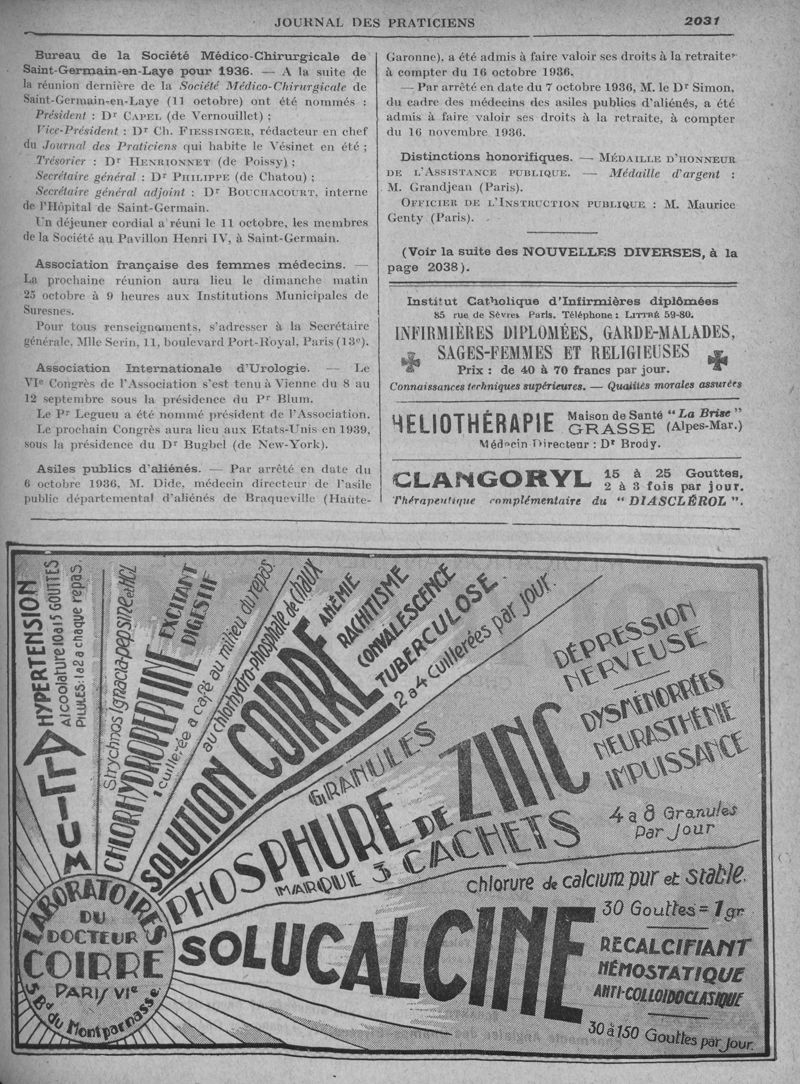 JOURNAL DES PRATICIENS
2031
Bureau de la Société Médico-Chirurgicale de
Saint-Germain-en-Laye pour 1936. — A la suite de
la réunion dernière de la Société Médico-Chirurgicale de
Saint-Germain-en-Laye (11 octobre) ont été nommés :
Président : Dr CAPEL (de Vernouillet) ;
Vice-Président : Dr Ch. FIESSINGER, rédacteur en chef
du Journal des Praticiens qui habite le Vésinet en été ;
Trésorier : Dr HENRIONNET (de Poissy) ;
Secrétaire général : Dr PHILIPPE (de Chatou) ;
Secrétaire général adjoint : Dr BOUCHACOURT, interne
de l'Hôpital de Saint-Germain.
Un déjeuner cordial a réuni le 11 octobre, les membres
de la Société au Pavillon Henri IV, à Saint-Germain.
Association française des femmes médecins. —
La prochaine réunion aura lieu le dimanche matin
25 octobre à 9 heures aux Institutions Municipales de
Suresnes.
Pour tous renseignements, s'adresser à la Secrétaire
générale, Mlle Serin, 11, boulevard Port-Royal, Paris (13e).
Association Internationale d'Urologie. — Le
VIe Congrès de l'Association s'est tenu à Vienne du 8 au
12 septembre sous la présidence du Pr Blum.
Le Pr Legueu a été nommé président de l'Association.
Le prochain Congrès aura lieu aux Etats-Unis en 1939,
sous la présidence du Dr Bugbel (de New-York).
Asiles publics d'aliénés. — Par arrêté en date du
6 octobre 1936, M. Dide, médecin directeur de l'asile
public départemental d'aliénés de Braqueville (Haute-
Garonne), a été admis à faire valoir ses droits à la retraite
à compter du 16 octobre 1936.
— Par arrêté en date du 7 octobre 1936, M. le Dr Simon,
du cadre des médecins des asiles publics d'aliénés, a été
admis à faire valoir ses droits à la retraite, à compter
du 16 novembre 1936.
Distinctions honorifiques. — MÉDAILLE D'HONNEUR
DE L'ASSISTANCE PUBLIQUE. — Médaille d'argent :
M. Grandjean (Paris).
OFFICIER DE L'INSTRUCTION PUBLIQUE : M. Maurice
Genty (Paris).
(Voir la suite des NOUVELLES DIVERSES, à la
page 2038).
Institut Catholique d'Infirmières diplômées
85 rue de Sèvres Paris. Téléphone : LITTRÉ 59-80.
INFIRMIÈRES DIPLOMÉES, GARDE-MALADES,
SAGES-FEMMES ET RELIGIEUSES
Prix : de 40 à 70 francs par jour.
Connaissances techniques supérieures. — Qualités morales assurées
HELIOTHÉRAPIE
Maison de Santé “ La Brise ”
GRASSE (Alpes-Mar.)
Médecin Directeur : Dr Brody.
CLANGORYL
15 à 25 Gouttes,
2 à 3 fois par jour.
Thérapeutique complémentaire du “ DIASCLÉROL ”.
HYPERTENSION
Alcoolature 10 a 15 GOUTTES
PILULES: 1 a 2 a chaque repas.
Strychnos Ignacia-pepsine et HCl
CHLORHYDROPEPTINE
EXCITANT
DIGESTIF
1 cuillerée a café au milieu du repas
au chlorhydro-phosphate de chaux
SOLUTION COIRRE
ANÉMIE
RACHITISME
CONVALESCENCE
TUBERCULOSE
2 a 4 cuillerées par jour.
GRANULES
PHOSPHURE DE ZINC
MARQUE 3 CACHETS
DÉPRESSION
NERVEUSE
DYSMÉNORRÉES
NEURASTHÉNIE
IMPUISSANCE
4 a 8 Granules
Par Jour
chlorure de calcium pur et stable.
SOLUCALCINE
30 Gouttes = 1 gr.
RECALCIFIANT
HÉMOSTATIQUE
ANTI-COLLOIDOCLASIQUE
30 à 150 Gouttes par Jour.
LABORATOIRES
DU
DOCTEUR
COIRRE
PARIS VIe
5 Bd du Montparnasse